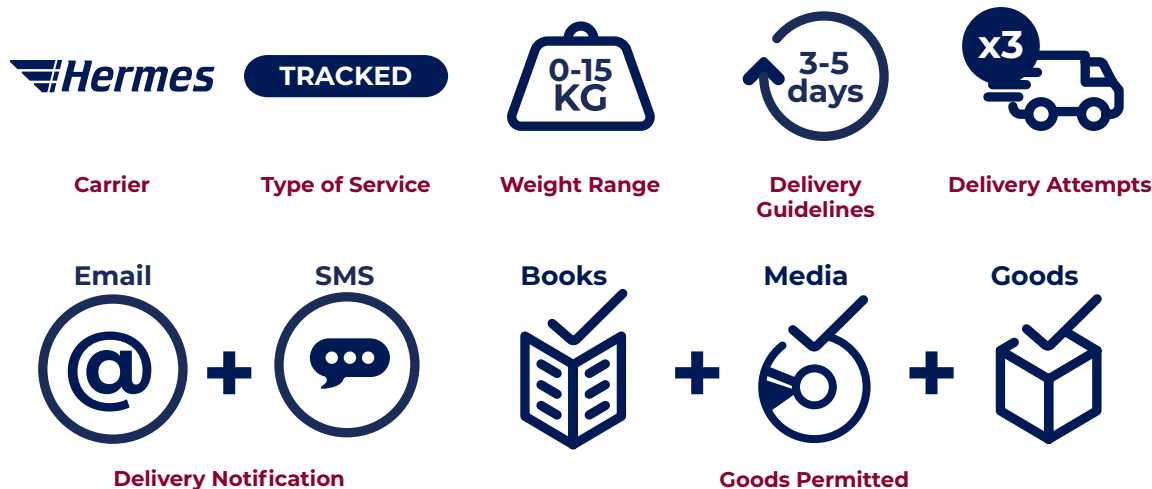 Hermes
TRACKED
0-15
KG
3-5
days
x3
Carrier
Type of Service
Weight Range
Delivery
Guidelines
Delivery Attempts
Email
SMS
Books
Media
Goods
@
+
+
+
Delivery Notification
Goods Permitted